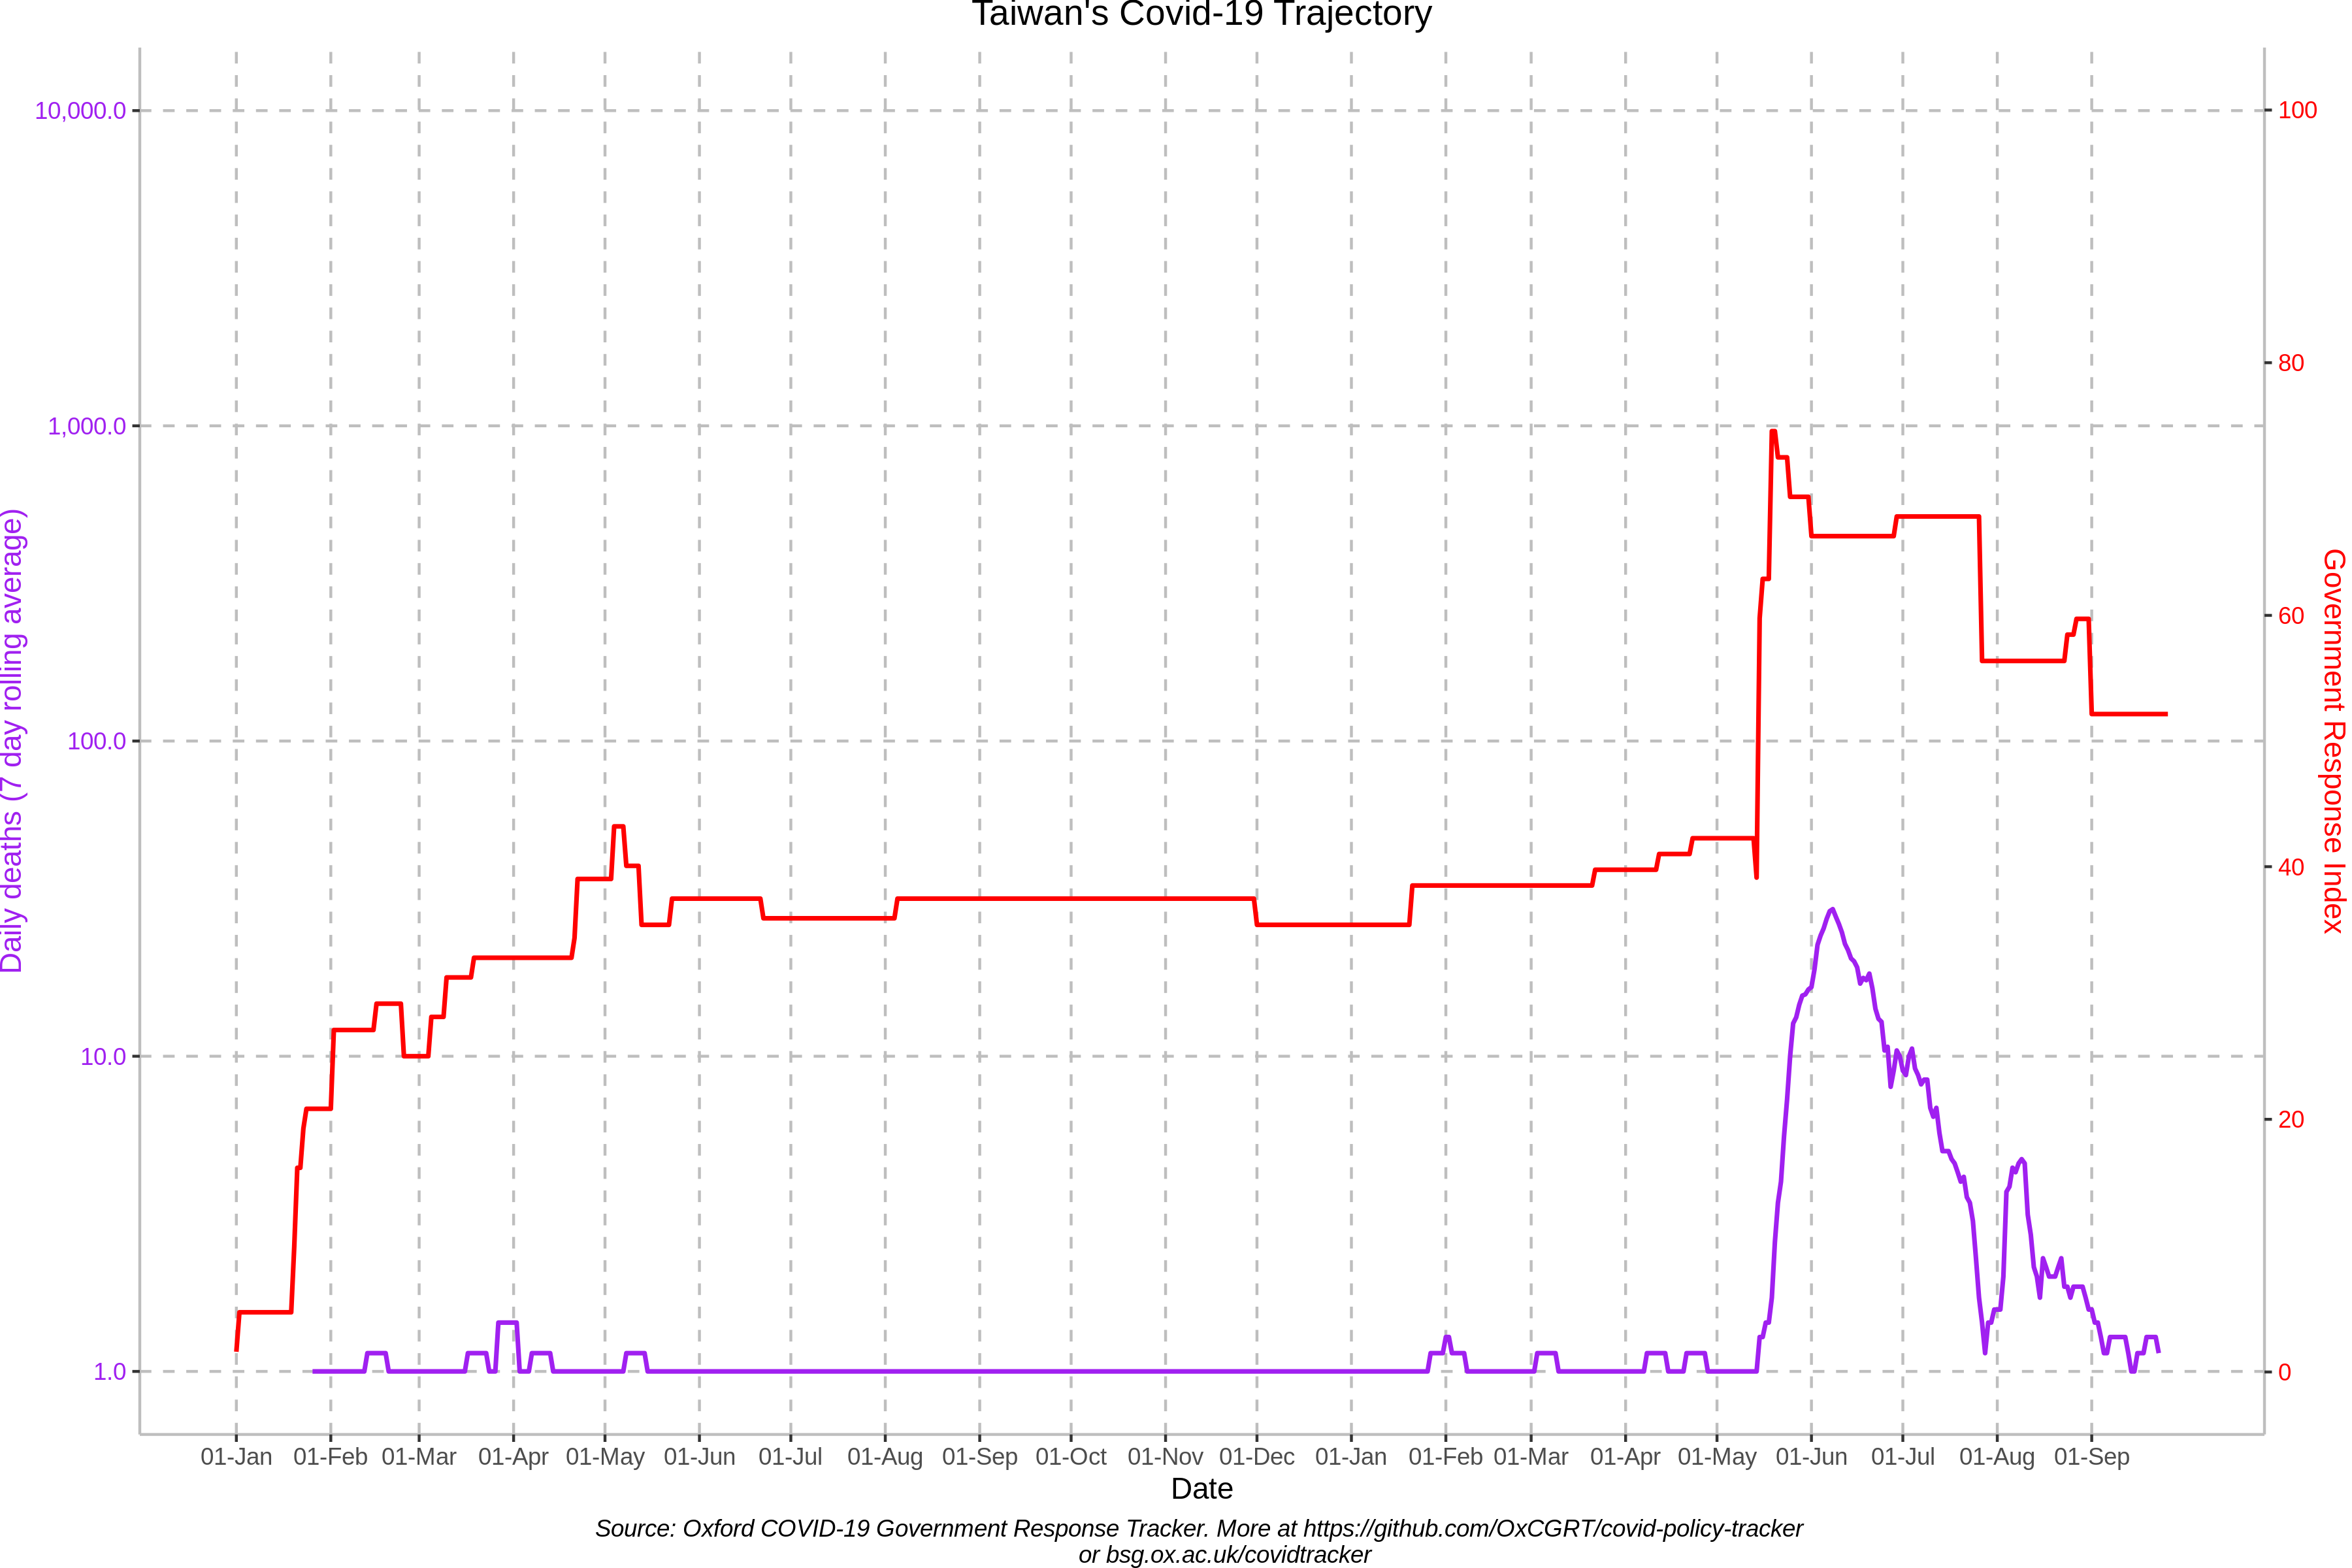 Taiwan's Covid-19 Trajectory
10,000.0
1,000.0
100.0
10.0
1.0
Daily deaths (7 day rolling average)
100
80
60
40
20
0
Government Response Index
01-Jan 01-Feb 01-Mar 01-Apr 01-May 01-Jun 01-Jul 01-Aug 01-Sep 01-Oct 01-Nov 01-Dec 01-Jan 01-Feb 01-Mar 01-Apr 01-May 01-Jun 01-Jul 01-Aug 01-Sep
Date
Source: Oxford COVID-19 Government Response Tracker. More at https://github.com/OxCGRT/covid-policy-tracker
or bsg.ox.ac.uk/covidtracker